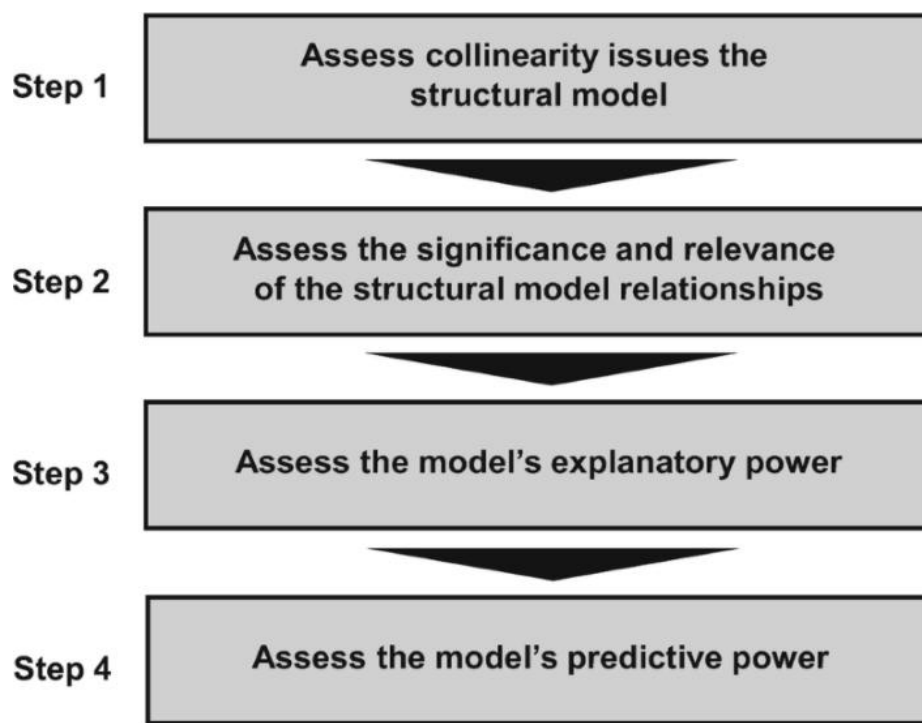 Step 1
Assess collinearity issues the
structural model
Step 2
Assess the significance and relevance
of the structural model relationships
Step 3
Assess the model’s explanatory power
Step 4
Assess the model’s predictive power